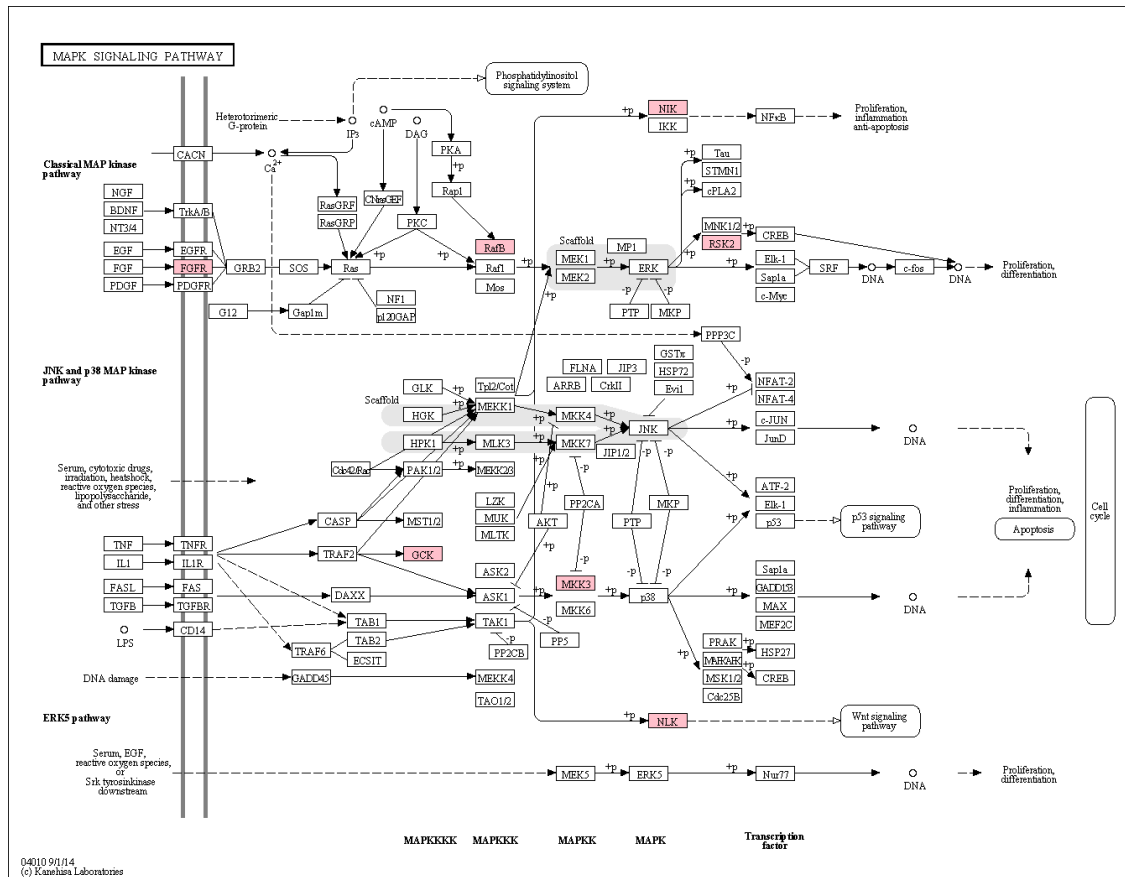 MAPK SIGNALING PATHWAY
Phosphatidylinositol
signaling system
Heterotorimeric
G-protein
IP3
cAMP
DAG
PKA
+p
+p
NIK
IKK
NFκB
Proliferation,
inflammation
anti-apoptosis
Classical MAP kinase
pathway
CACN
Ca2+
Rap1
Tau
STMN1
cPLA2
+p
NGF
BDNF
NT3/4
TrkA/B
RasGRF
RasGRP
CNrasGEF
PKC
RafB
Scaffold
MP1
MNK1/2
RSK2
+p
+p
CREB
EGF
EGFR
FGF
FGFR
PDGF
PDGFR
GRB2
SOS
Ras
+p
Raf1
Mos
+p
MEK1
MEK2
+p
ERK
+p
Elk-1
Sap1a
c-Myc
SRF
DNA
c-fos
DNA
Proliferation,
differentiation
G12
Gap1m
NF1
p120GAP
+p
-p
-p
PTP
MKP
PPP3C
-p
JNK and p38 MAP kinase
pathway
GSTπ
HSP72
Evi1
FLNA
JIP3
ARRB
CrkII
NFAT-2
NFAT-4
Scaffold
GLK
HGK
+p
+p
Tpl2/Cot
MEKK1
+p
MKK4
+p
JNK
+p
c-JUN
JunD
DNA
HPK1
+p
MLK3
MKK7
+p
JIP1/2
-p
-p
-p
Cdc42/Rac
PAK1/2
+p
MEKK2/3
+p
PP2CA
MKP
+p
ATF-2
Elk-1
p53
p53 signaling
pathway
Serum, cytotoxic drugs,
irradiation, heatshock,
reactive oxygen species,
lipopolysaccharide,
and other stress
LZK
MUK
MLTK
AKT
PTP
CASP
MST1/2
Proliferation,
differentiation,
inflammation
Apoptosis
Cell
cycle
TNF
TNFR
IL1
IL1R
FASL
FAS
TGFB
TGFBR
LPS
CD14
TRAF2
GCK
+p
-p
-p
-p
ASK2
ASK1
DAXX
+p
MKK3
MKK6
+p
p38
+p
Sap1a
GADD153
MAX
MEF2C
DNA
TAB1
TAK1
-p
PP5
TAB2
TRAF6
ECSIT
-p
PP2CB
+p
PRAK
MAPKAPK
MSK1/2
Cdc25B
+p
+p
HSP27
CREB
DNA damage
GADD45
MEKK4
TAO1/2
+p
NLK
Wnt signaling
pathway
ERK5 pathway
Serum, EGF,
reactive oxygen species,
or
Srk tyrosinkinase
downstream
MEK5
+p
ERK5
+p
Nur77
DNA
Proliferation,
differentiation
MAPKKKK
MAPKKK
MAPKK
MAPK
Transcription
factor
04010 9/1/14
(c) Kanehisa Laboratories